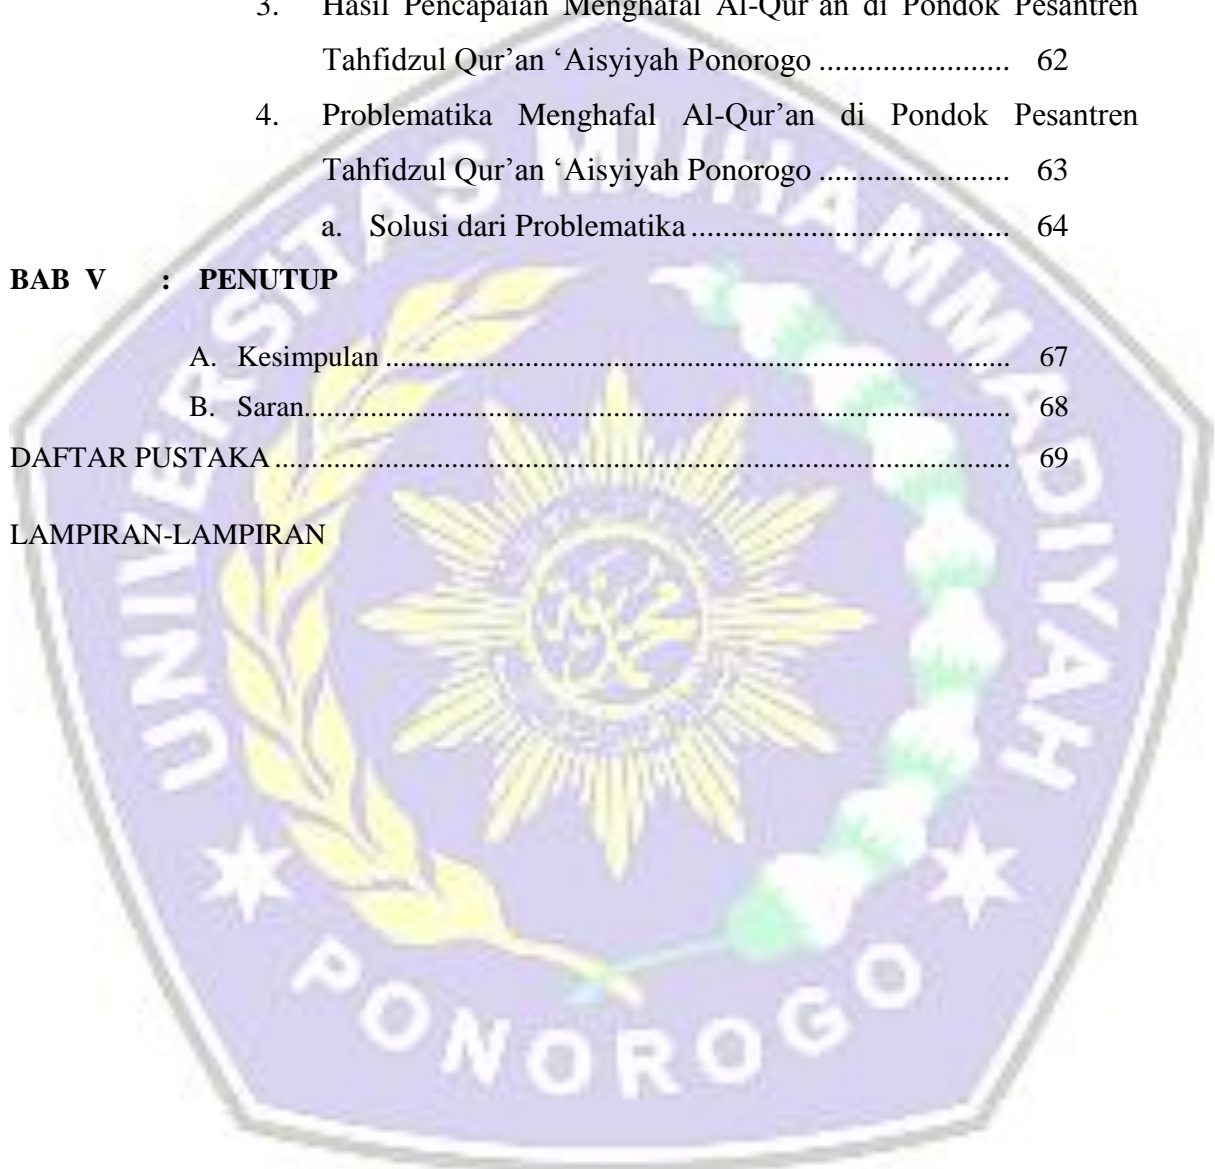 3. Hasil Pencapaian Menghafal Al-Qur’an di Pondok Pesantren
Tahfidzul Qur’an ‘Aisyiyah Ponorogo ........................ 62
4. Problematika Menghafal Al-Qur’an di Pondok Pesantren
Tahfidzul Qur’an ‘Aisyiyah Ponorogo ........................ 63
a. Solusi dari Problematika ....................................... 64
BAB V : PENUTUP
A. Kesimpulan ..................................................................................... 67
B. Saran................................................................................................ 68
DAFTAR PUSTAKA .................................................................................................... 69
LAMPIRAN-LAMPIRAN
UNIVERSITAS MUHAMMADIYAH
PONOROGO